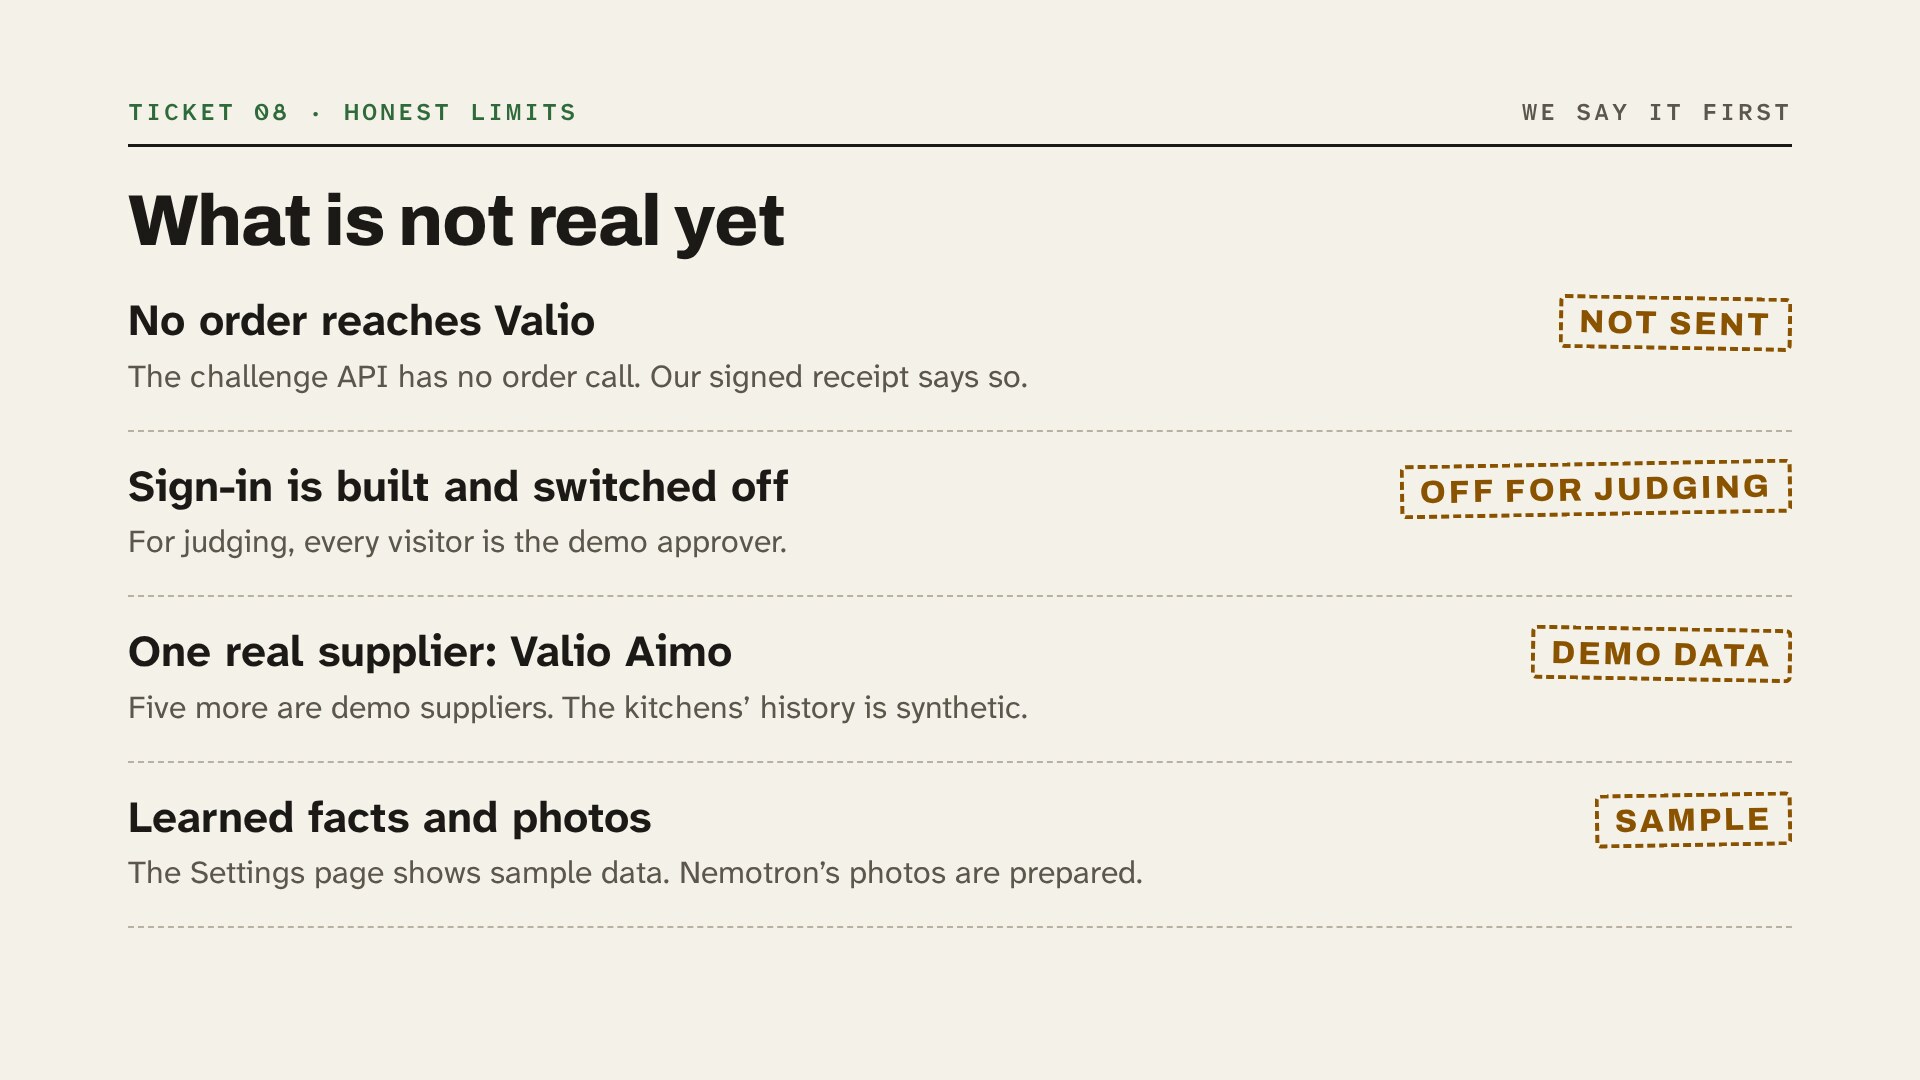 TICKET 08 · HONEST LIMITS
WE SAY IT FIRST
What is not real yet
No order reaches Valio
NOT SENT
The challenge API has no order call. Our signed receipt says so.
Sign-in is built and switched off
OFF FOR JUDGING
For judging, every visitor is the demo approver.
One real supplier: Valio Aimo
DEMO DATA
Five more are demo suppliers. The kitchens’ history is synthetic.
Learned facts and photos
SAMPLE
The Settings page shows sample data. Nemotron’s photos are prepared.